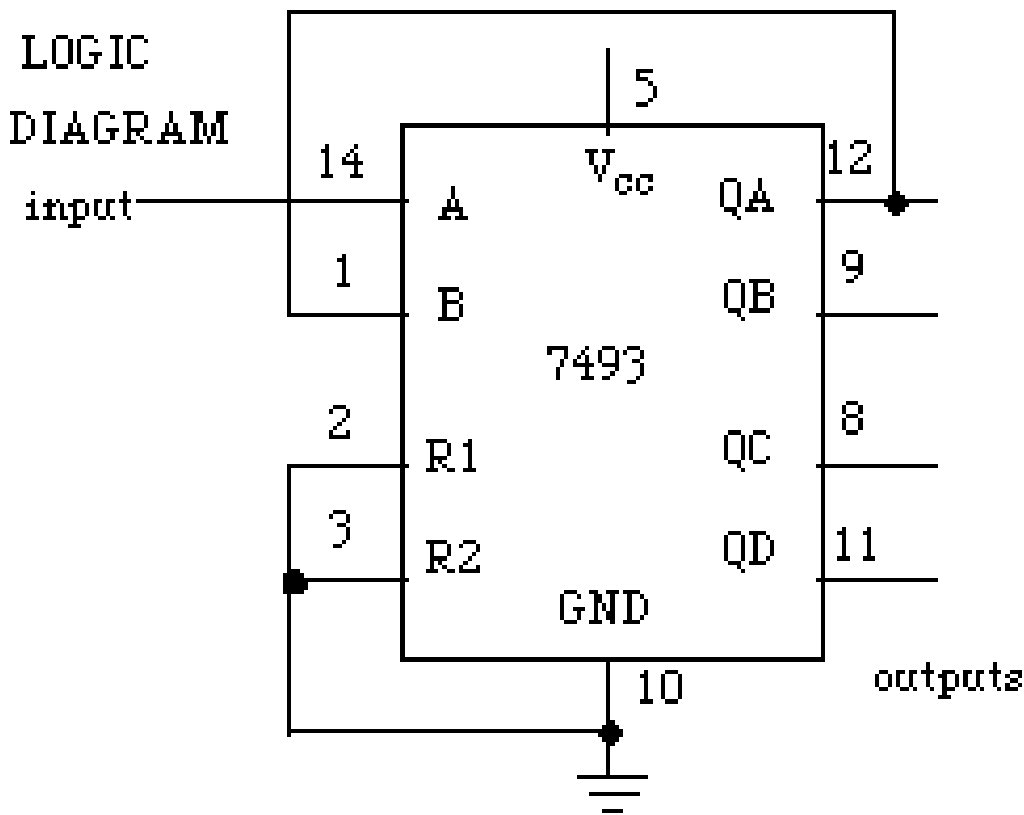 LOGIC
DIAGRAM
5
14
Vcc
12
input
A
QA
1
9
B
QB
7493
2
8
R1
QC
3
11
R2
QD
GND
10
outputs